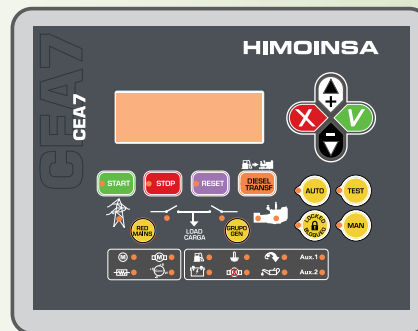 HIMOINSA
CEA7
CEA7
X
+
V
-
START
STOP
RESET
DIESEL
TRANSF
AUTO
TEST
RED
MAINS
LOAD
CARGA
GRUPO
GEN
LOCKED
BLOQUEO
MAN
M
M
Aux.1
M
Aux.2